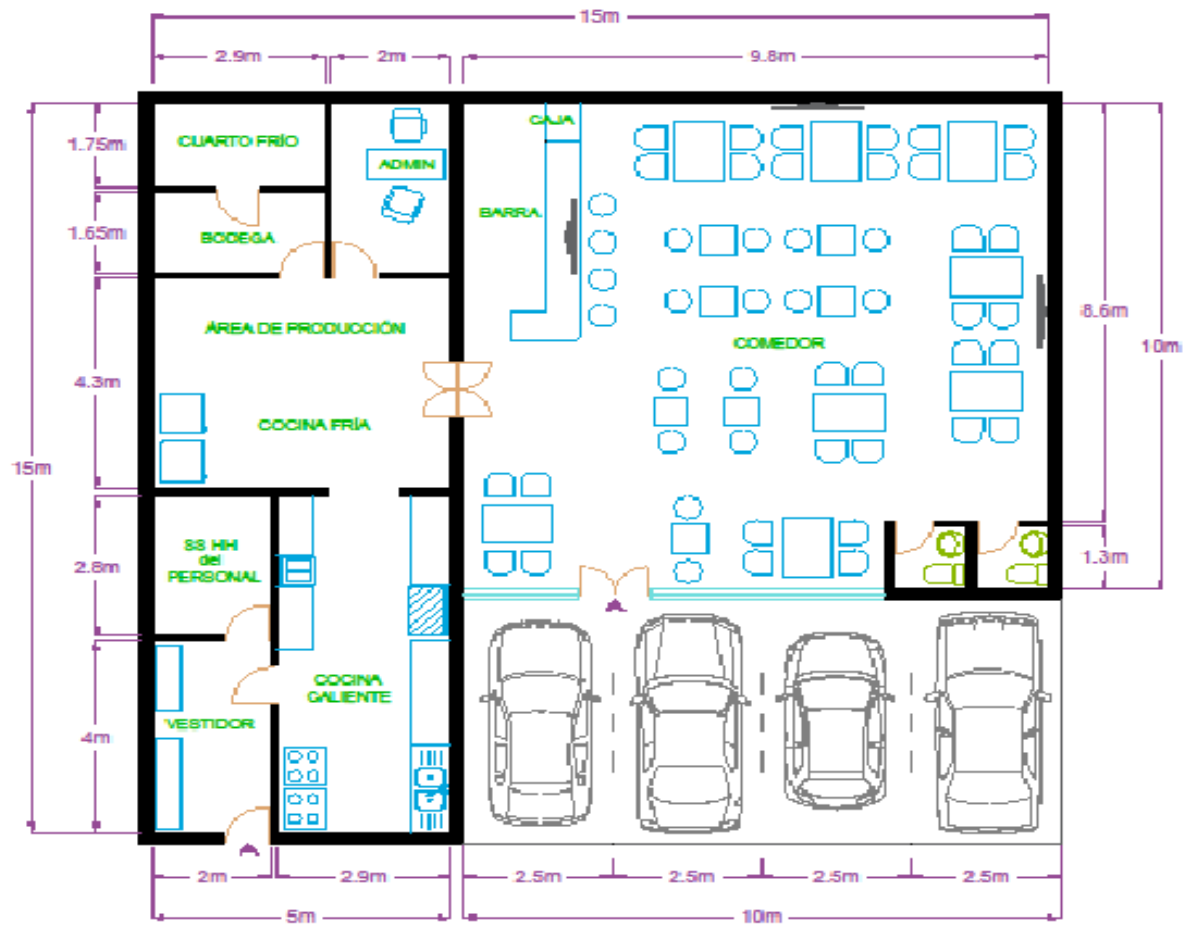 15m
2.9m
2m
9.8m
CAJA
CUARTO FRÍO
1.75m
ADMIN
BARRA
1.65m
BODEGA
8.6m
ÁREA DE PRODUCCIÓN
COMEDOR
10m
4.3m
COCINA FRÍA
15m
SS HH
del
PERSONAL
2.8m
1.3m
COCINA
CALIENTE
VESTIDOR
4m
2m
2.9m
2.5m
2.5m
2.5m
2.5m
5m
10m